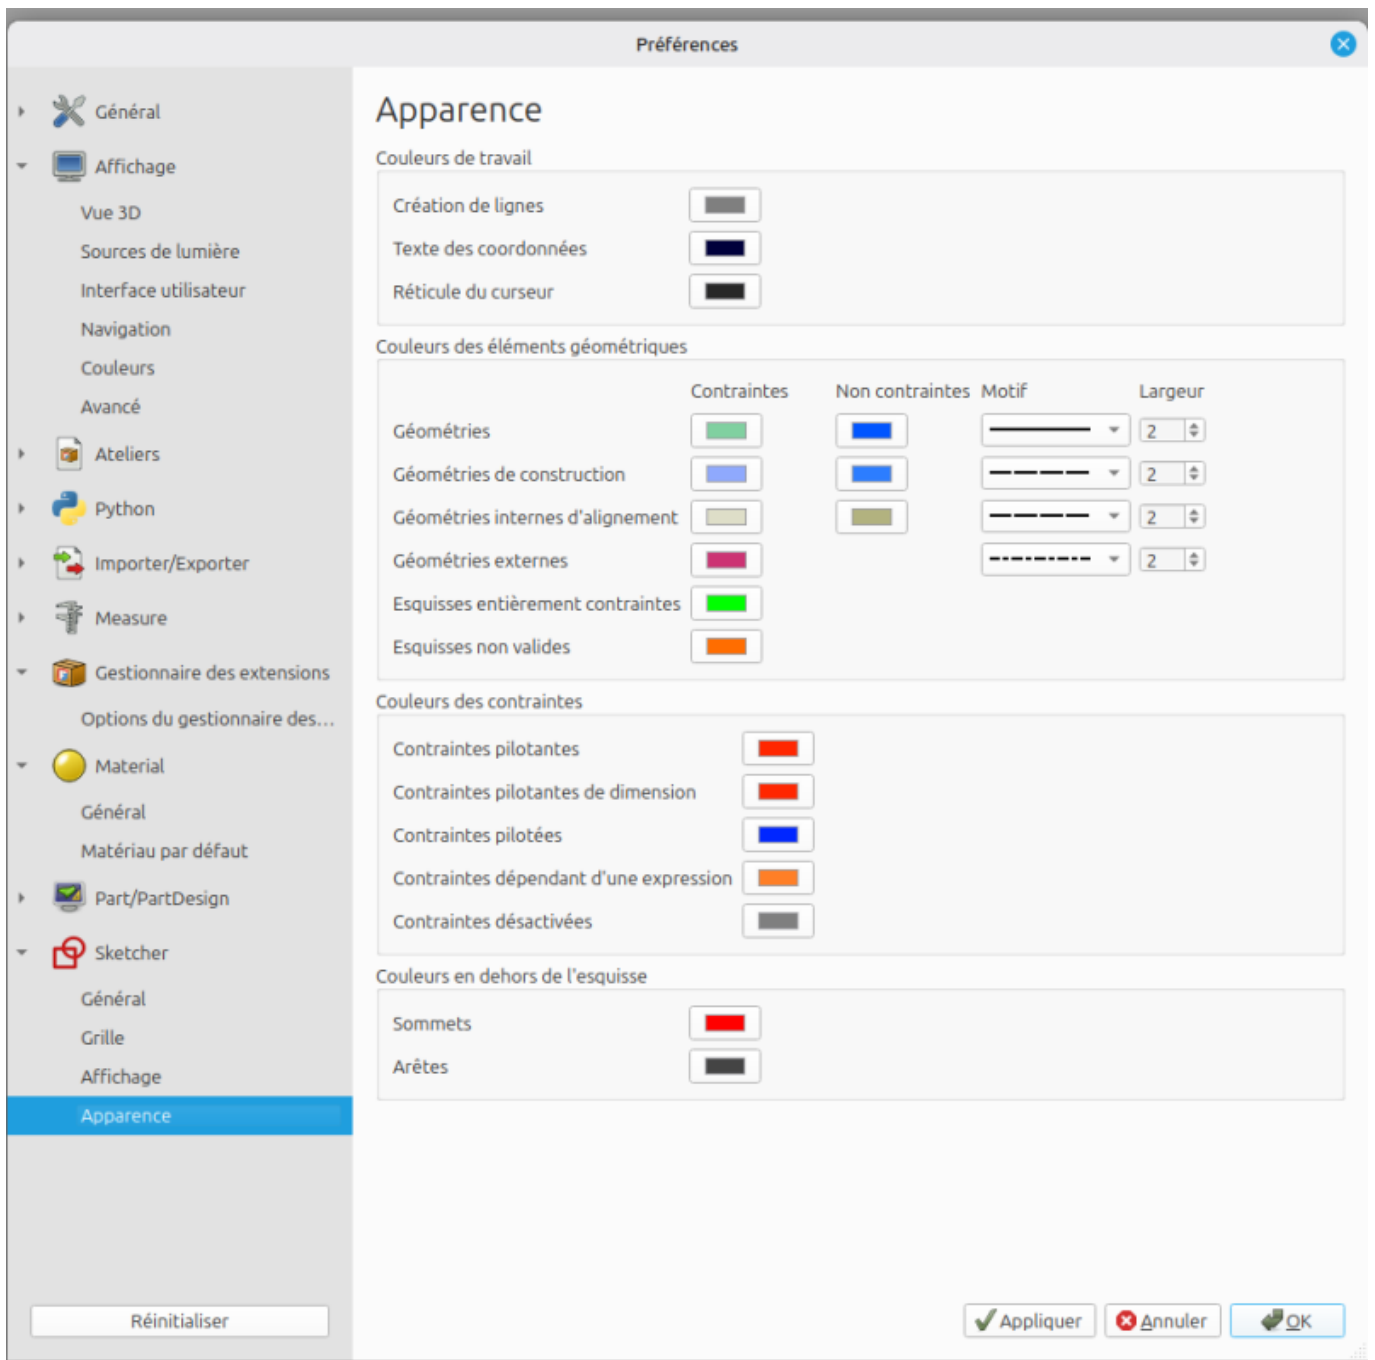 Préférences
Général
Affichage
Vue 3D
Sources de lumière
Interface utilisateur
Navigation
Couleurs
Avancé
Ateliers
Python
Importer/Exporter
Measure
Gestionnaire des extensions
Options du gestionnaire des...
Material
Général
Matériau par défaut
Part/PartDesign
Sketcher
Général
Grille
Affichage
Apparence
Réinitialiser
Apparence
Couleurs de travail
Création de lignes
Texte des coordonnées
Réticule du curseur
Couleurs des éléments géométriques
Contraintes Non contraintes Motif Largeur
Géométries 2
Géométries de construction 2
Géométries internes d'alignement 2
Géométries externes 2
Esquisses entièrement contraintes
Esquisses non valides
Couleurs des contraintes
Contraintes pilotantes
Contraintes pilotantes de dimension
Contraintes pilotées
Contraintes dépendant d'une expression
Contraintes désactivées
Couleurs en dehors de l'esquisse
Sommets
Arêtes
Appliquer Annuler OK